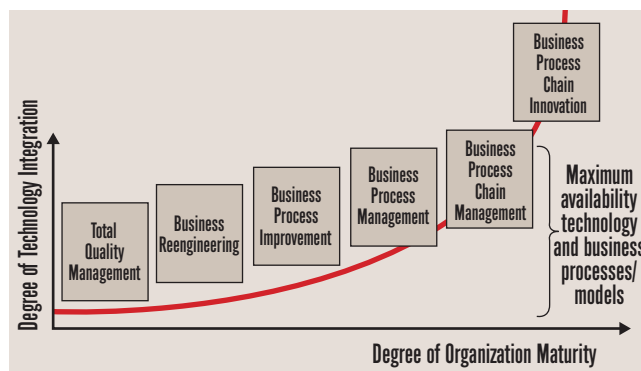 Degree of Technology Integration
Total
Quality
Management
Business
Reengineering
Business
Process
Improvement
Business
Process
Management
Business
Process
Chain
Management
Business
Process
Chain
Innovation
Maximum
availability
technology
and business
processes/
models
Degree of Organization Maturity